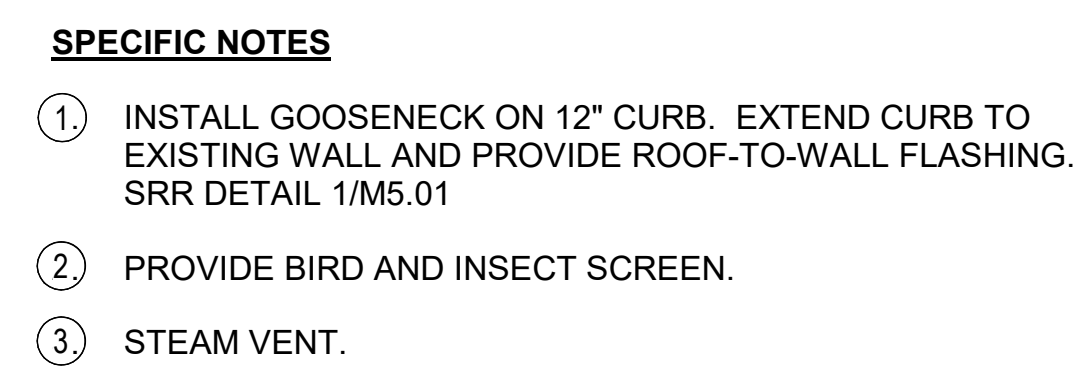 SPECIFIC NOTES
1. INSTALL GOOSENECK ON 12" CURB. EXTEND CURB TO
EXISTING WALL AND PROVIDE ROOF-TO-WALL FLASHING.
SRR DETAIL 1/M5.01
2. PROVIDE BIRD AND INSECT SCREEN.
3. STEAM VENT.